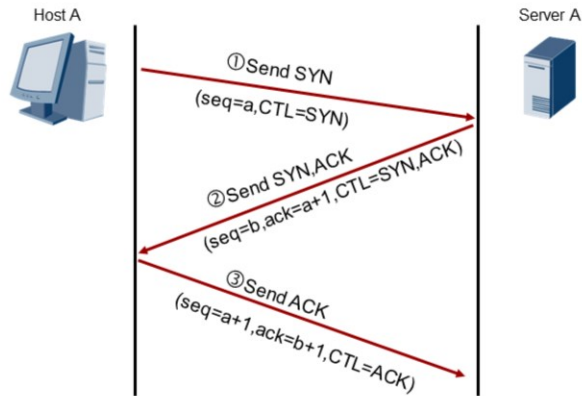 Host A
Server A
①Send SYN
(seq=a,CTL=SYN)
②Send SYN,ACK
(seq=b,ack=a+1,CTL=SYN,ACK)
③Send ACK
(seq=a+1,ack=b+1,CTL=ACK)